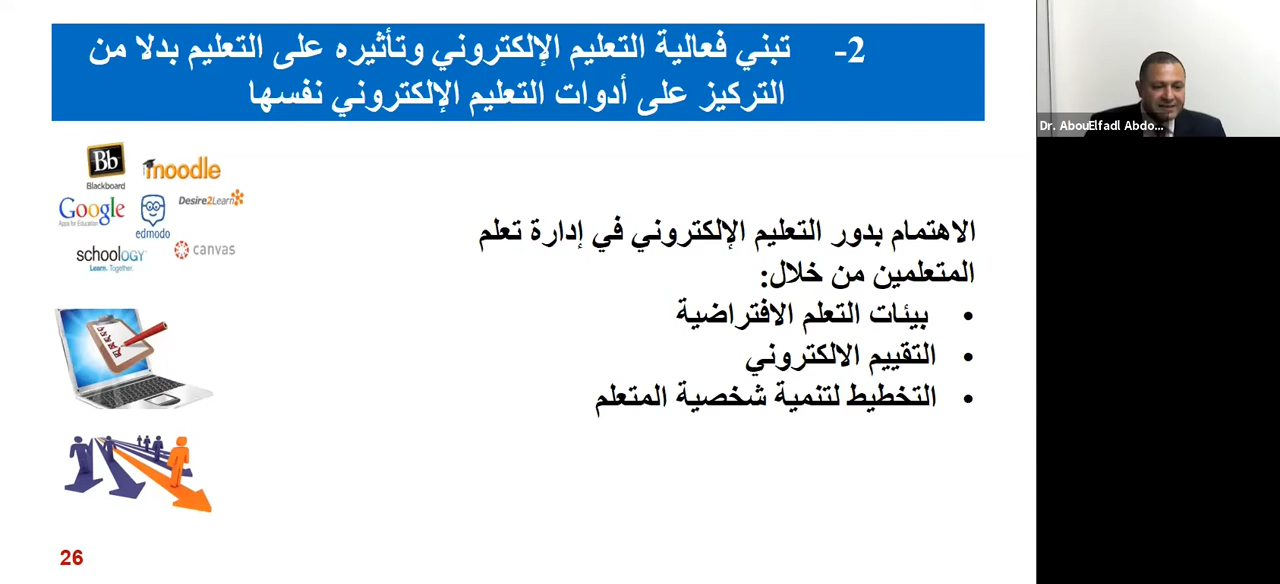 2- تبني فعالية التعليم الإلكتروني وتأثيره على التعليم بدلا من
التركيز على أدوات التعليم الإلكتروني نفسها
Dr. AbouElfadl Abdo...
Bb
Blackboard
moodle
Google
Apps for Education
edmodo
Desire2Learn
schoology
Learn. Together.
canvas
الاهتمام بدور التعليم الإلكتروني في إدارة تعلم
المتعلمين من خلال:
• بيئات التعلم الافتراضية
• التقييم الالكتروني
• التخطيط لتنمية شخصية المتعلم
26